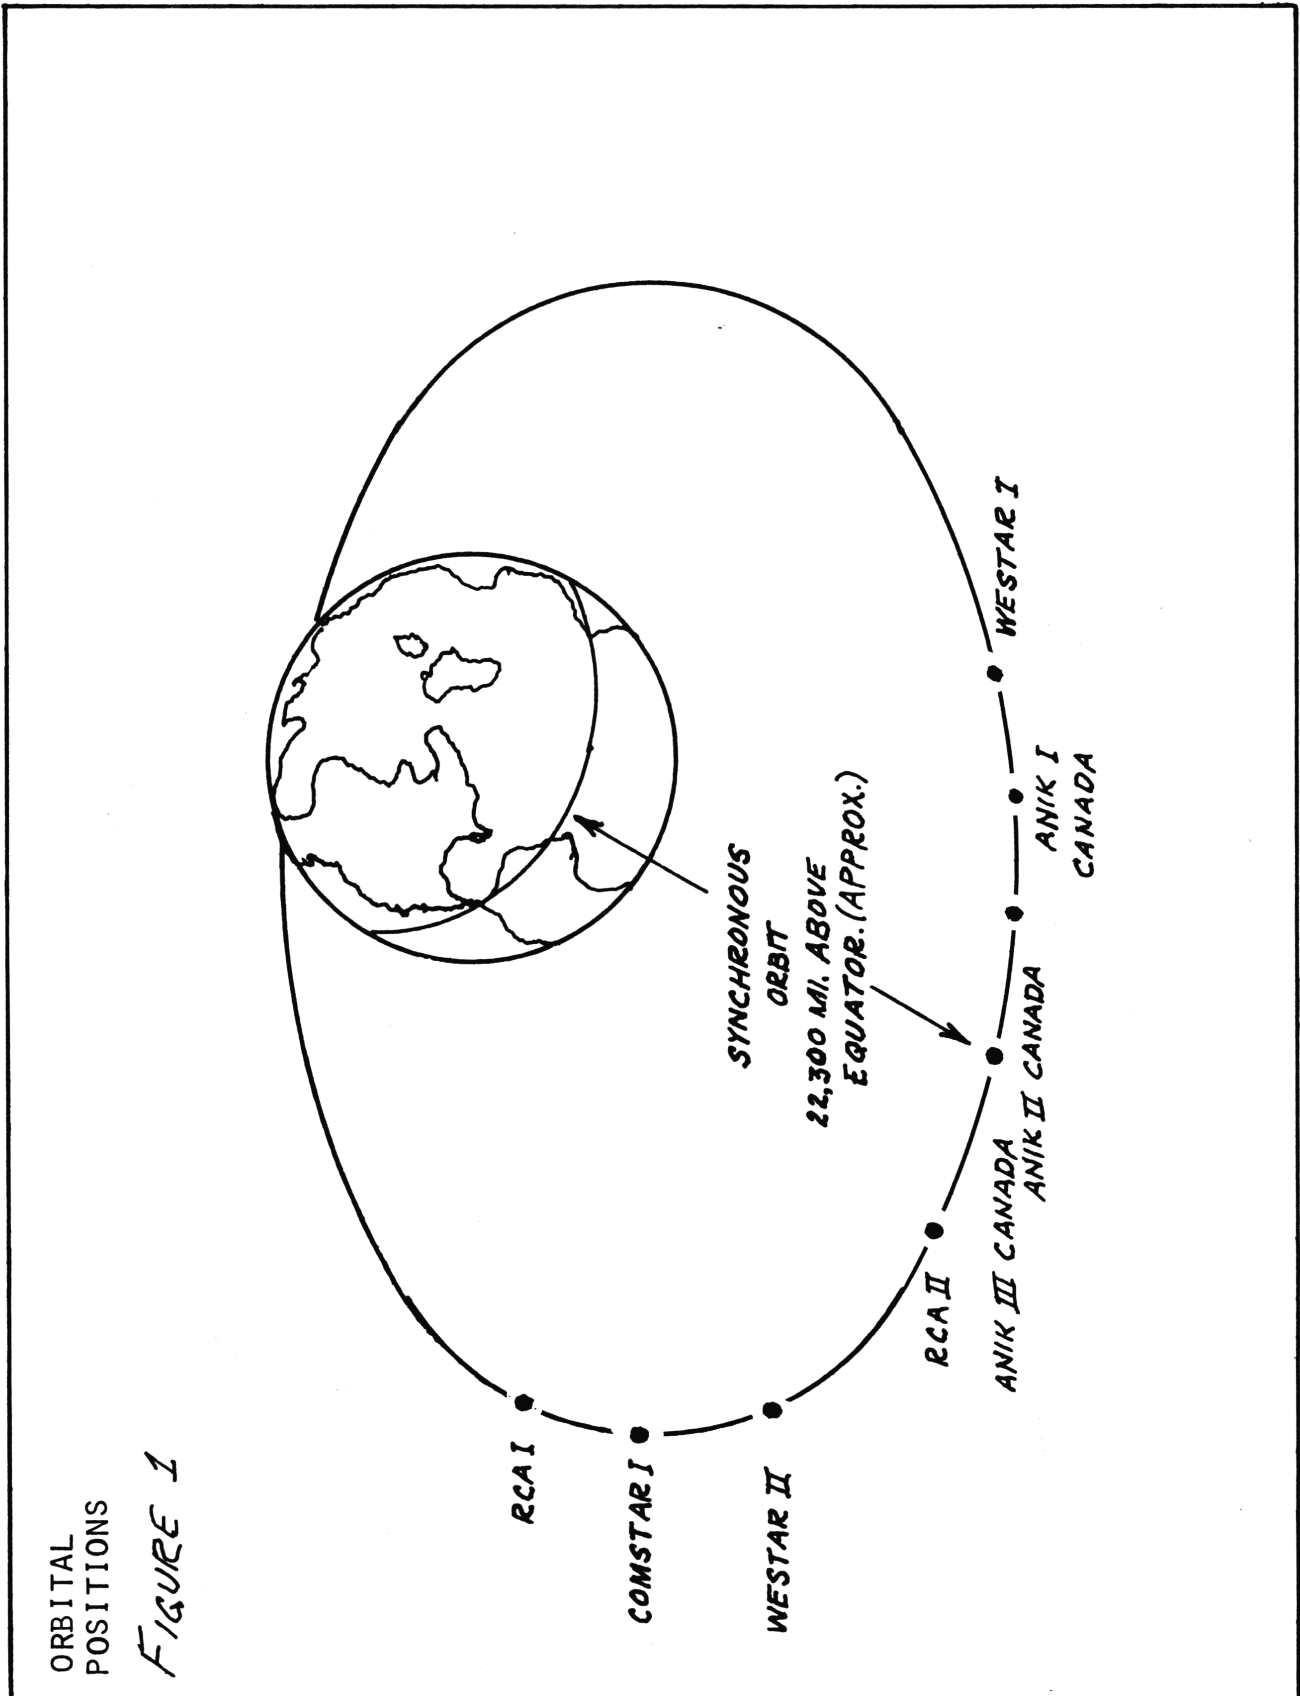 ORBITAL
POSITIONS
FIGURE 1
RCA I
COMSTAR I
WESTAR II
RCA II
ANIK III CANADA
ANIK II CANADA
ANIK I
CANADA
WESTAR I
SYNCHRONOUS
ORBIT
22,300 MI. ABOVE
EQUATOR. (APPROX.)